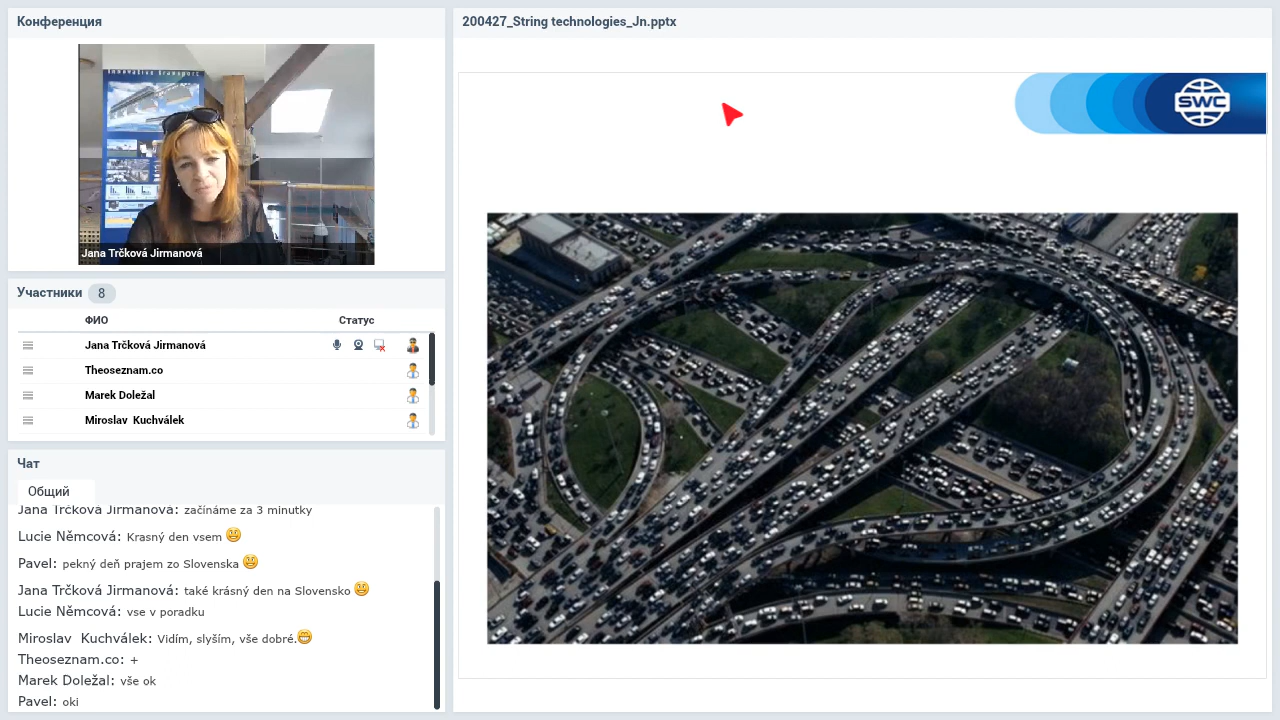 Конференция
Innovative transport
Jana Trčková Jirmanová
Участники 8
ФИО Статус
Jana Trčková Jirmanová
Theoseznam.co
Marek Doležal
Miroslav Kuchválek
Чат
Общий
Jana Trčková Jirmanová: začínáme za 3 minutky
Lucie Němcová: Krasný den vsem
Pavel: pekný deň prajem zo Slovenska
Jana Trčková Jirmanová: také krásný den na Slovensko
Lucie Němcová: vse v poradku
Miroslav Kuchválek: Vidím, slyším, vše dobré.
Theoseznam.co: +
Marek Doležal: vše ok
Pavel: oki
200427_String technologies_Jn.pptx
SWC